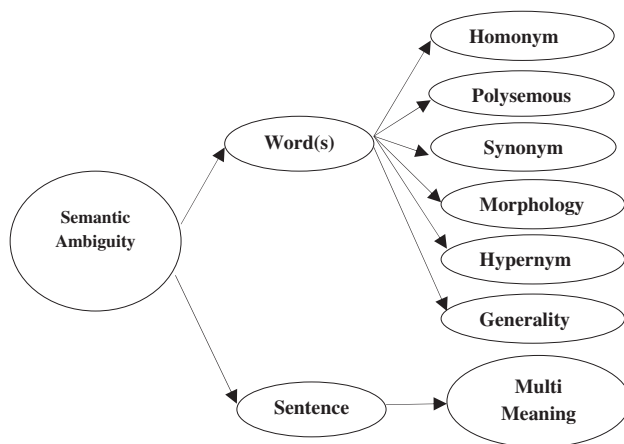 Homonym
Polysemous
Word(s)
Synonym
Semantic
Ambiguity
Morphology
Hypernym
Generality
Sentence
Multi
Meaning